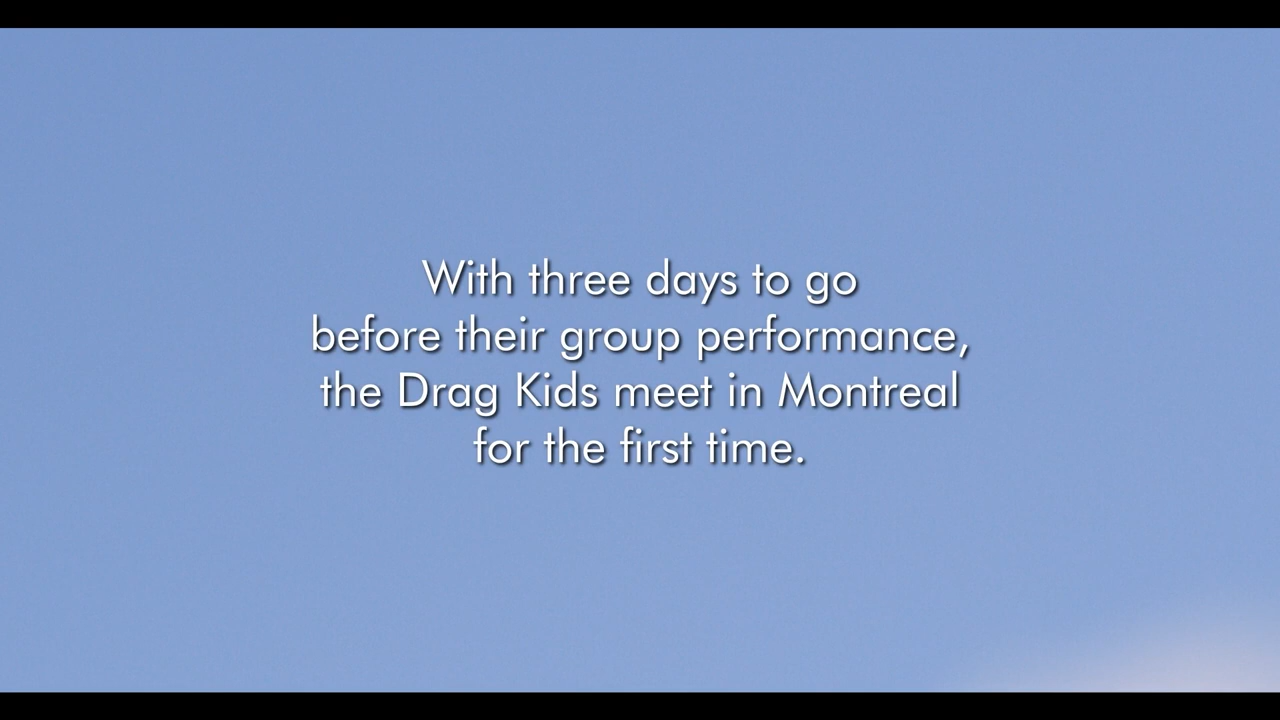 With three days to go
before their group performance,
the Drag Kids meet in Montreal
for the first time.